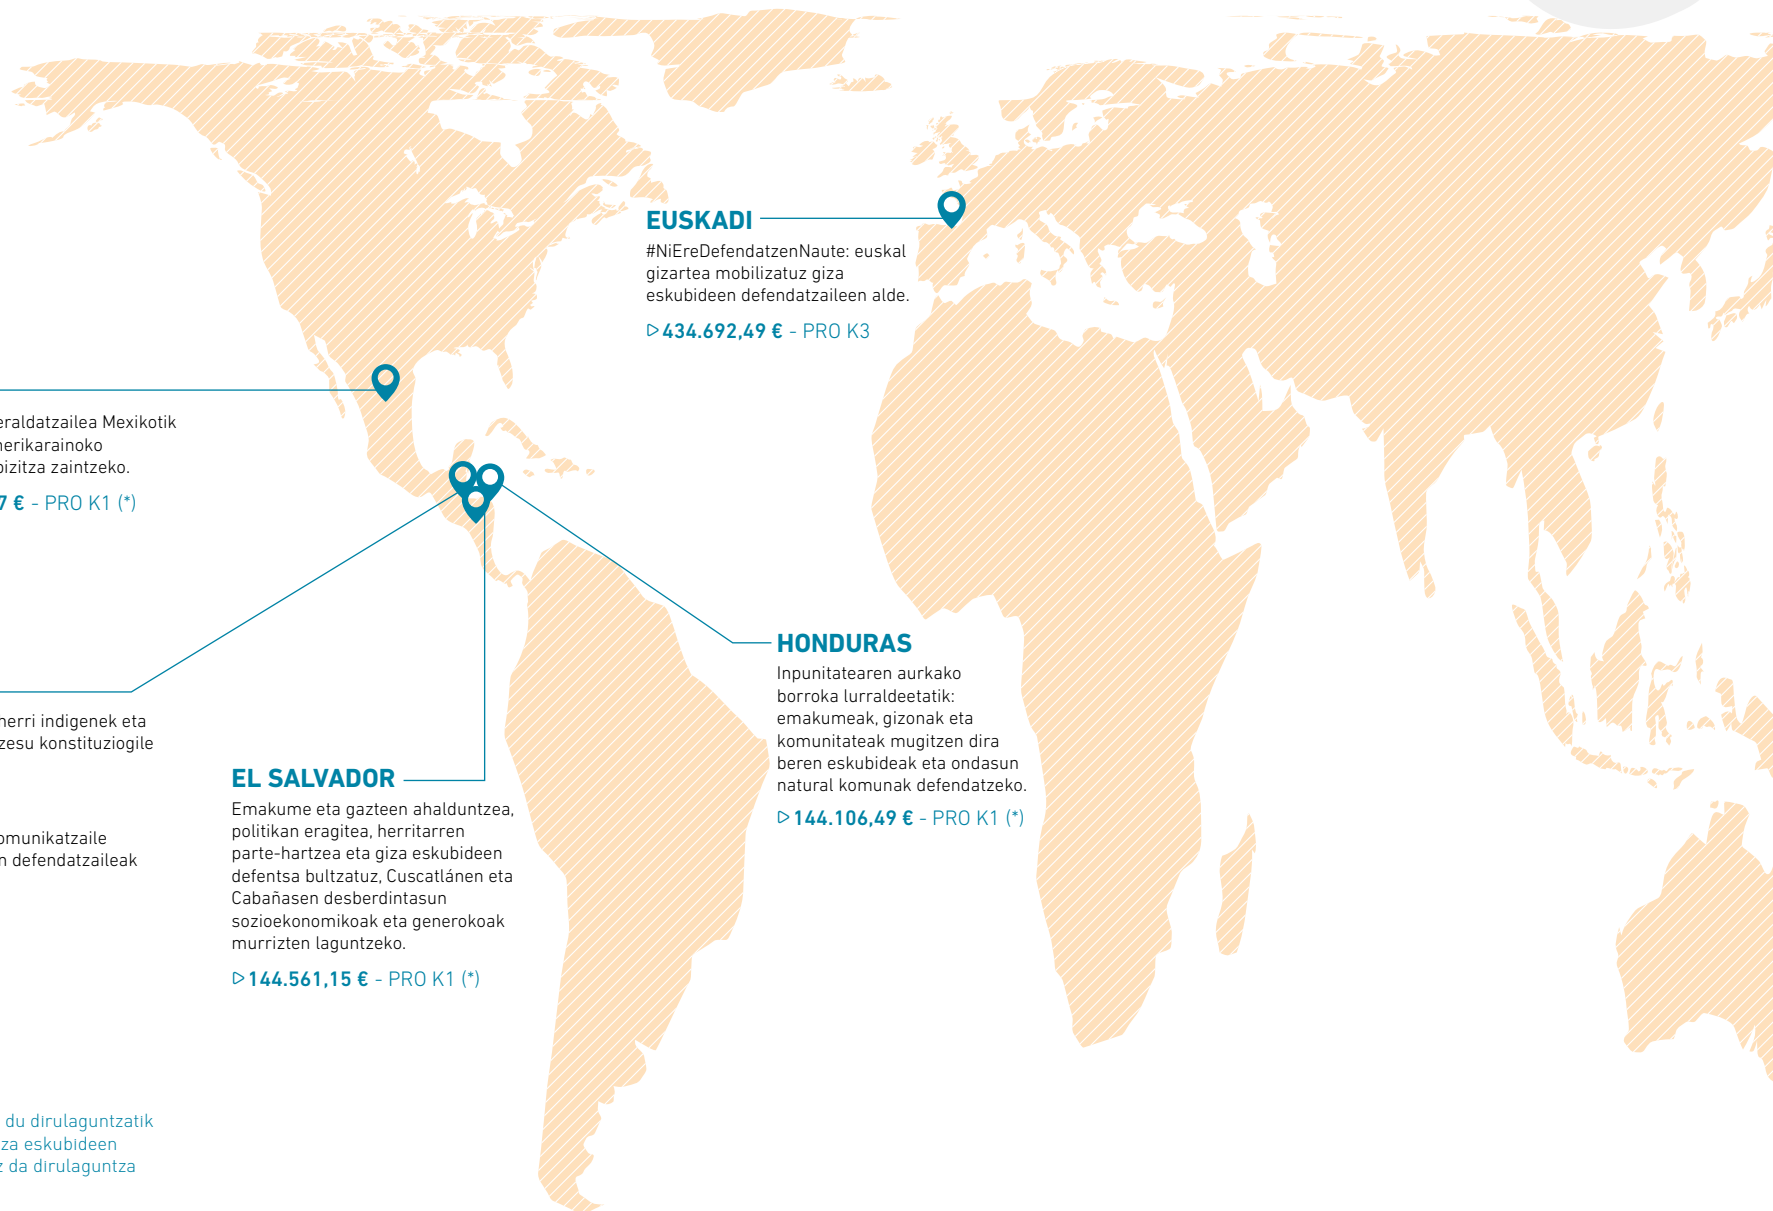 EUSKADI
#NiEreDefendatzenNaute: euskal
gizartea mobilizatuz giza
eskubideen defendatzaileen alde.
434.692,49 € - PRO K3
eraldatzailea Mexikotik
merikarainoko
bizitza zaintzeko.
7 € - PRO K1 (*)
herri indigenek eta
zesu konstituziogile
omunikatzaile
n defendatzaileak
EL SALVADOR
Emakume eta gazteen ahalduntzea,
politikan eragitea, herritarren
parte-hartzea eta giza eskubideen
defentsa bultzatuz, Cuscatlánen eta
Cabañasen desberdintasun
sozioekonomikoak eta generokoak
murrizten laguntzeko.
144.561,15 € - PRO K1 (*)
HONDURAS
Inpunitatearen aurkako
borroka lurraldeetatik:
emakumeak, gizonak eta
komunitateak mugitzen dira
beren eskubideak eta ondasun
natural komunak defendatzeko.
144.106,49 € - PRO K1 (*)
du dirulaguntzatik
za eskubideen
z da dirulaguntza